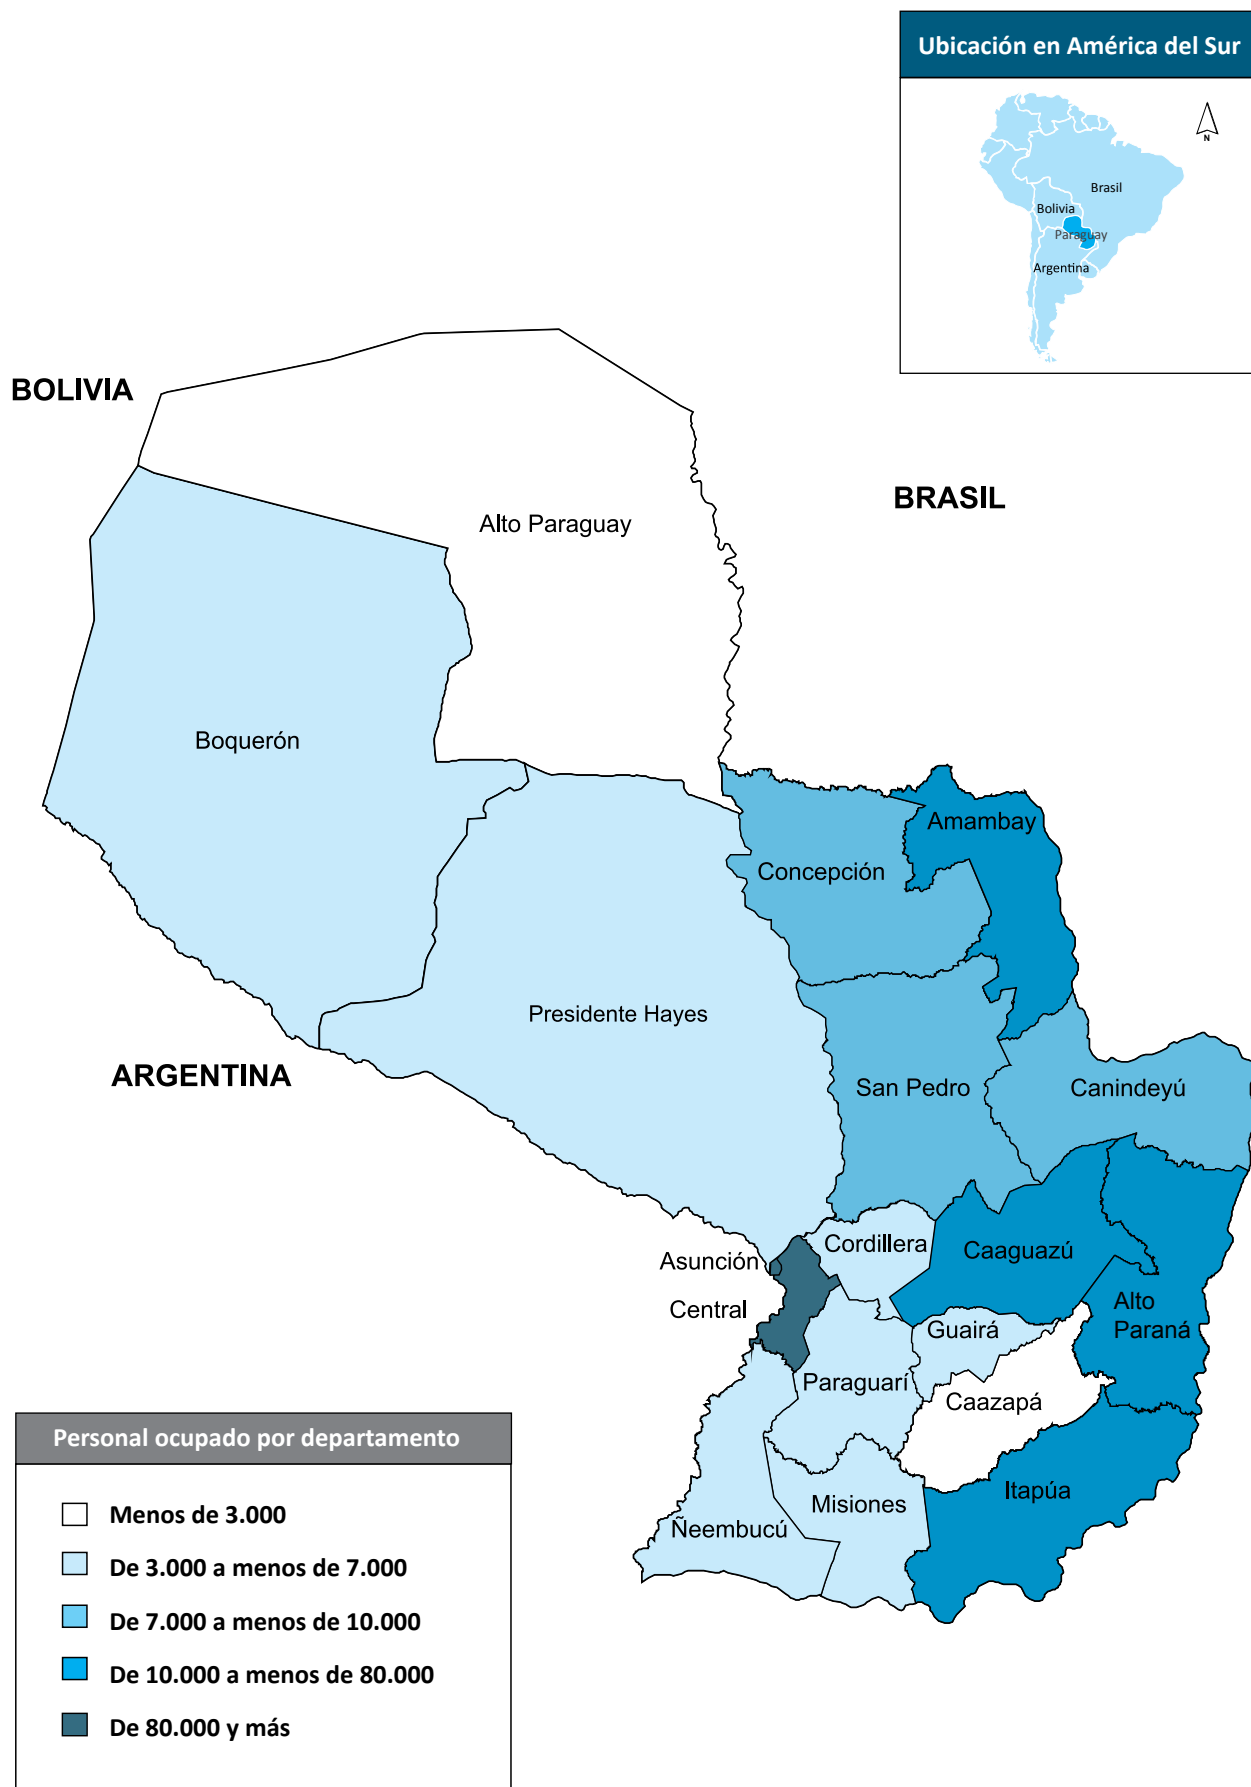 Ubicación en América del Sur
N
Brasil
Bolivia
Paraguay
Argentina
BOLIVIA
BRASIL
Alto Paraguay
Boquerón
Amambay
Concepción
Presidente Hayes
ARGENTINA
San Pedro
Canindeyú
Cordillera
Caaguazú
Asunción
Central
Alto
Paraná
Guairá
Paraguarí
Caazapá
Itapúa
Misiones
Ñeembucú
Personal ocupado por departamento
Menos de 3.000
De 3.000 a menos de 7.000
De 7.000 a menos de 10.000
De 10.000 a menos de 80.000
De 80.000 y más